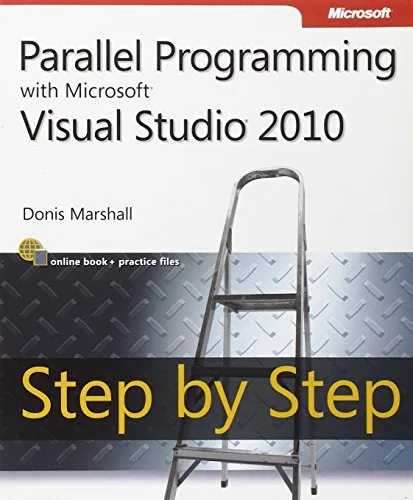 Microsoft
Parallel Programming
with Microsoft®
Visual Studio® 2010
Donis Marshall
online book + practice files
Step by Step